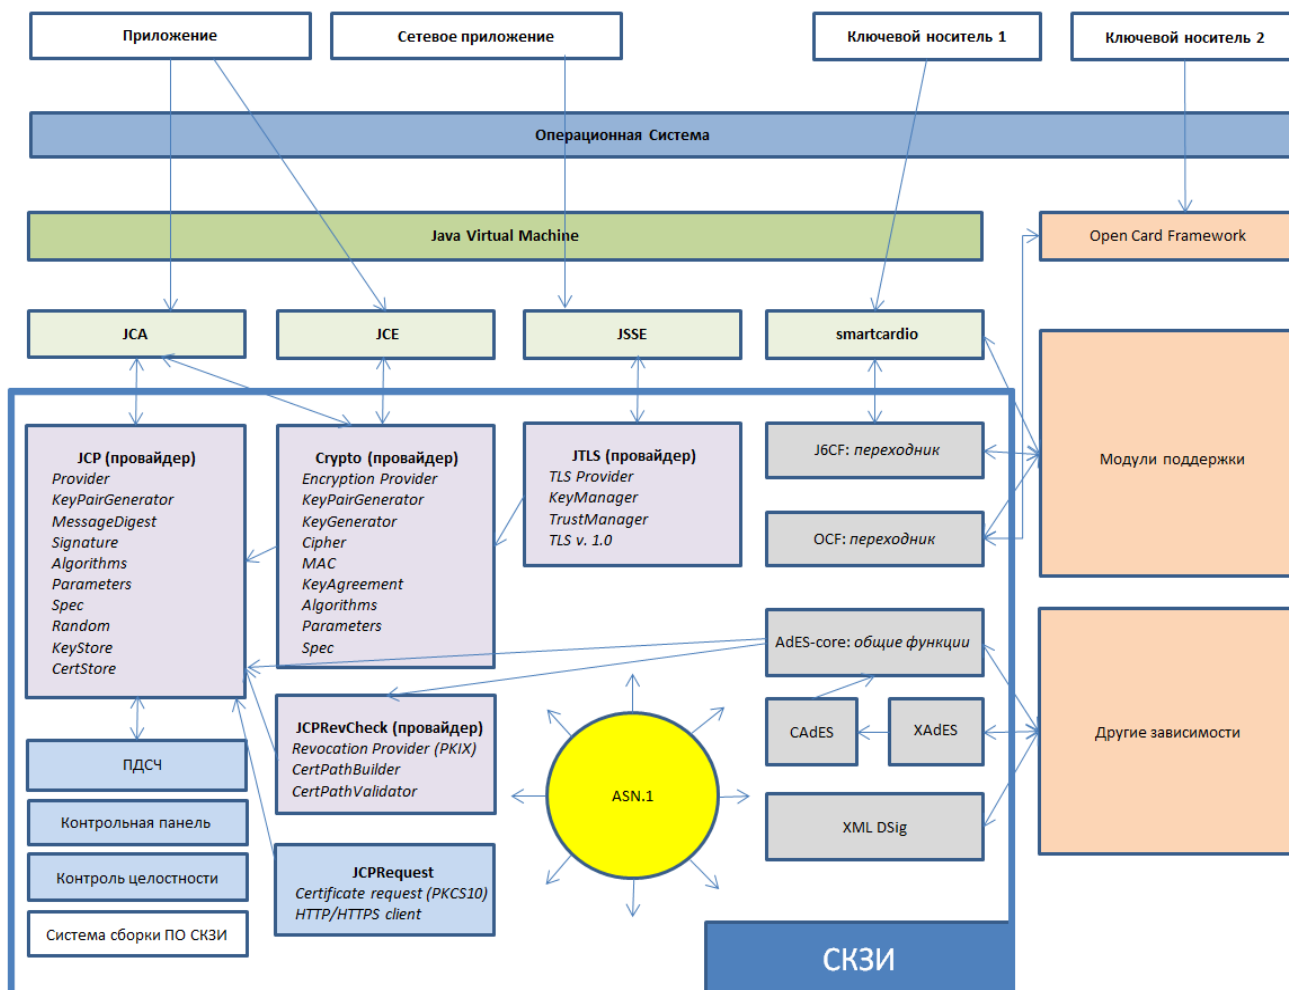 Приложение
Сетевое приложение
Ключевой носитель 1
Ключевой носитель 2
Операционная Система
Java Virtual Machine
Open Card Framework
JCA
JCE
JSSE
smartcardio
JCP (провайдер)
Provider
KeyPairGenerator
MessageDigest
Signature
Algorithms
Parameters
Spec
Random
KeyStore
CertStore
Crypto (провайдер)
Encryption Provider
KeyPairGenerator
KeyGenerator
Cipher
MAC
KeyAgreement
Algorithms
Parameters
Spec
JTLS (провайдер)
TLS Provider
KeyManager
TrustManager
TLS v. 1.0
J6CF: переходник
OCF: переходник
Модули поддержки
AdES-core: общие функции
CAdES
XAdES
XML DSig
Другие зависимости
JCPRevCheck (провайдер)
Revocation Provider (PKIX)
CertPathBuilder
CertPathValidator
ASN.1
ПДСЧ
Контрольная панель
Контроль целостности
Система сборки ПО СКЗИ
JCPRequest
Certificate request (PKCS10)
HTTP/HTTPS client
СКЗИ